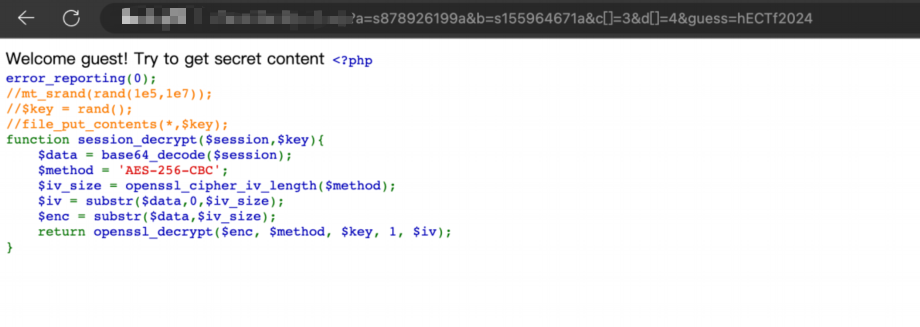 ?a=s878926199a&b=s155964671a&c[]=3&d[]=4&guess=hECTf2024
Welcome guest! Try to get secret content <?php
error_reporting(0);
//mt_srand(rand(1e5,1e7));
//$key = rand();
//file_put_contents(*,$key);
function session_decrypt($session,$key){
    $data = base64_decode($session);
    $method = 'AES-256-CBC';
    $iv_size = openssl_cipher_iv_length($method);
    $iv = substr($data,0,$iv_size);
    $enc = substr($data,$iv_size);
    return openssl_decrypt($enc, $method, $key, 1, $iv);
}